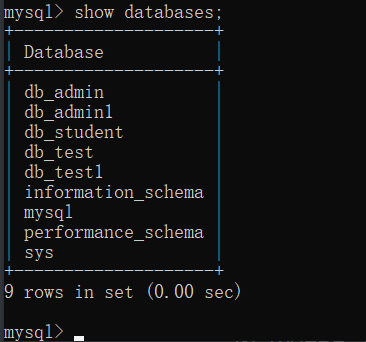 mysql> show databases;
+--------------------+
| Database           |
+--------------------+
| db_admin           |
| db_admin1          |
| db_student         |
| db_test            |
| db_test1           |
| information_schema |
| mysql              |
| performance_schema |
| sys                |
+--------------------+
9 rows in set (0.00 sec)
mysql>